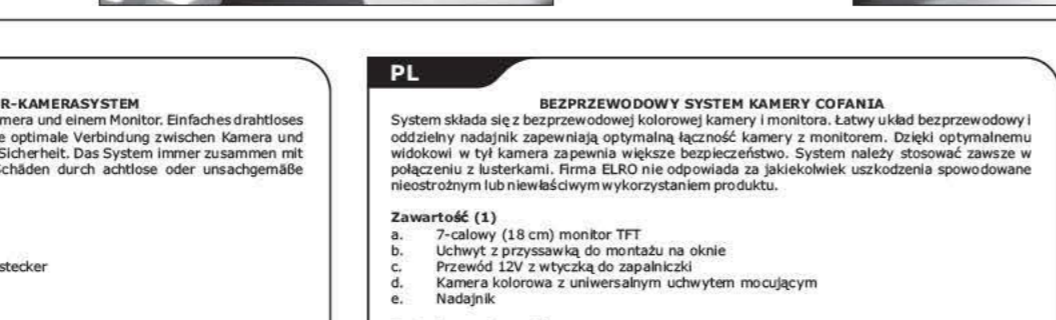 R-KAMERASYSTEM
mera und einem Monitor. Einfaches drahtloses
e optimale Verbindung zwischen Kamera und
Sicherheit. Das System immer zusammen mit
Schäden durch achtlose oder unsachgemäße
stecker
PL
BEZPRZEWODOWY SYSTEM KAMERY COFANIA
System składa się z bezprzewodowej kolorowej kamery i monitora. Łatwy układ bezprzewodowy i
oddzielny nadajnik zapewniają optymalną łączność kamery z monitorem. Dzięki optymalnemu
widokowi w tył kamera zapewnia większe bezpieczeństwo. System należy stosować zawsze w
połączeniu z lusterkami. Firma ELRO nie odpowiada za jakiekolwiek uszkodzenia spowodowane
nieostrożnym lub niewłaściwym wykorzystaniem produktu.
Zawartość (1)
a. 7-calowy (18 cm) monitor TFT
b. Uchwyt z przyssawką do montażu na oknie
c. Przewód 12V z wtyczką do zapalniczki
d. Kamera kolorowa z uniwersalnym uchwytem mocującym
e. Nadajnik